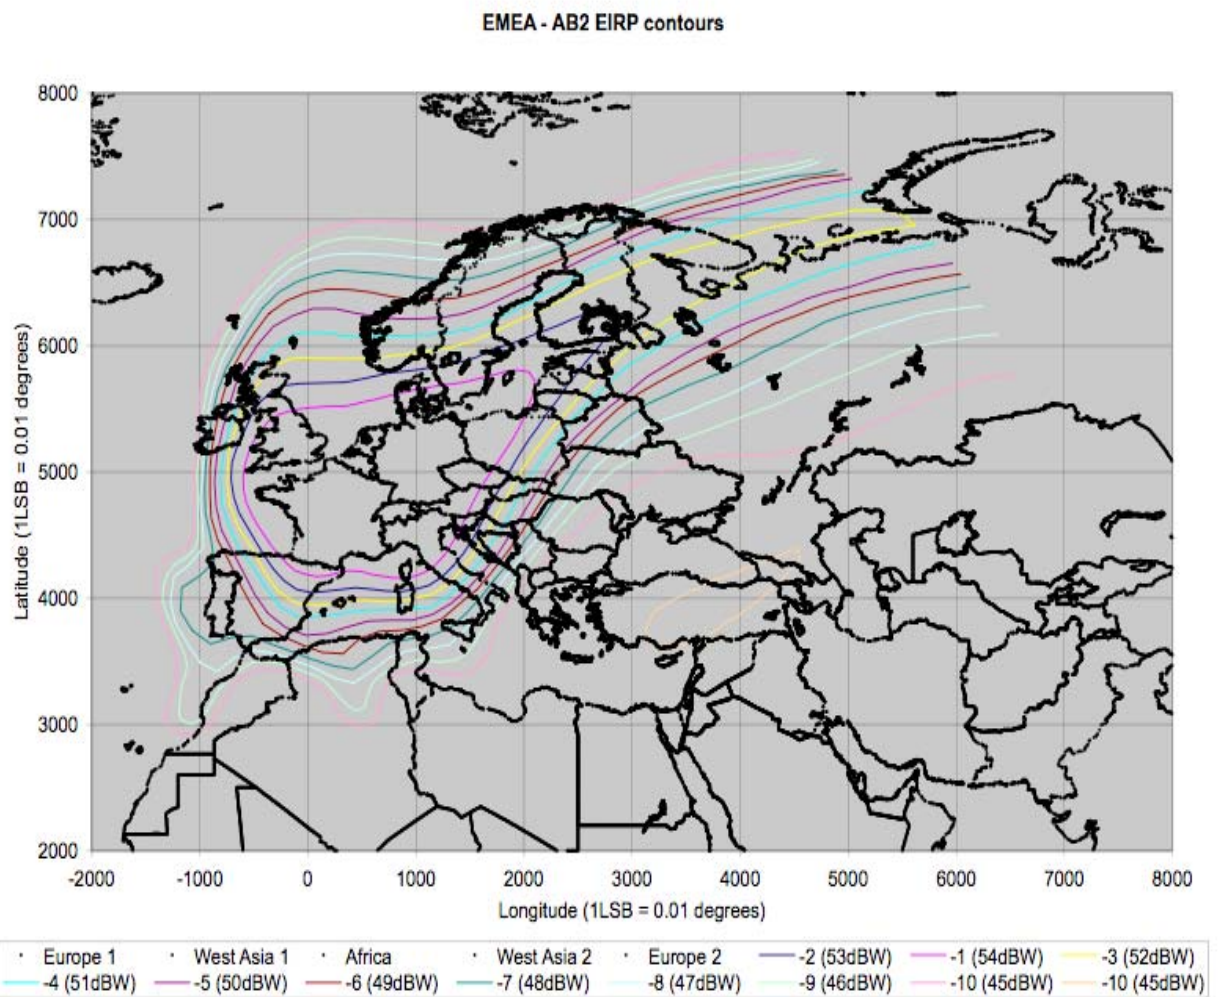 EMEA - AB2 EIRP contours
8000
7000
6000
5000
4000
3000
2000
Latitude (1LSB = 0.01 degrees)
-2000 -1000 0 1000 2000 3000 4000 5000 6000 7000 8000
Longitude (1LSB = 0.01 degrees)
Europe 1 West Asia 1 Africa West Asia 2 Europe 2 -2 (53dBW) -1 (54dBW) -3 (52dBW)
-4 (51dBW) -5 (50dBW) -6 (49dBW) -7 (48dBW) -8 (47dBW) -9 (46dBW) -10 (45dBW) -10 (45dBW)